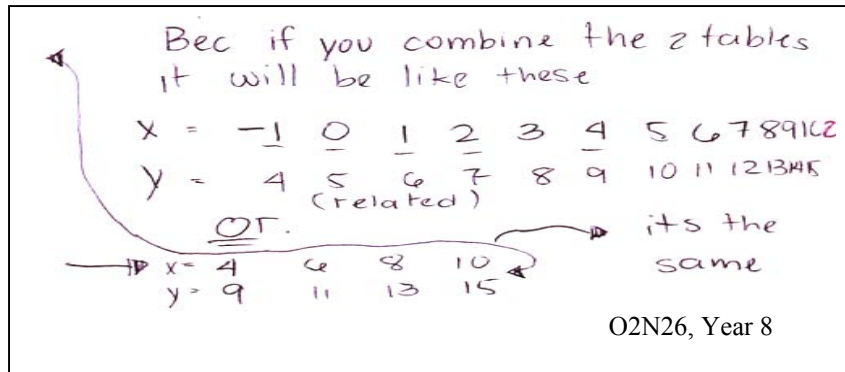 Bec if you combine the 2 tables
it will be like these
x = -1 0 1 2 3 4 5 6 7 8 9 10
y = 4 5 6 7 8 9 10 11 12 13 14 15
(related)
or.
its the
same
x = 4 6 8 10
y = 9 11 13 15
O2N26, Year 8